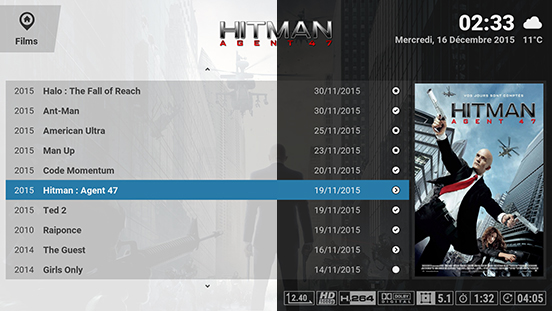 Films
HITMAN
AGENT 47
02:33
Mercredi, 16 Décembre 2015 11°C
2015 Halo : The Fall of Reach 30/11/2015
2015 Ant-Man 30/11/2015
2015 American Ultra 25/11/2015
2015 Man Up 23/11/2015
2015 Code Momentum 20/11/2015
2015 Hitman : Agent 47 19/11/2015
2015 Ted 2 19/11/2015
2010 Raiponce 19/11/2015
2014 The Guest 16/11/2015
2014 Girls Only 14/11/2015
VOS JOURS SONT COMPTÉS
HITMAN
AGENT 47
2.40 HD H.264 DOLBY DIGITAL 5.1 1:32 04:05